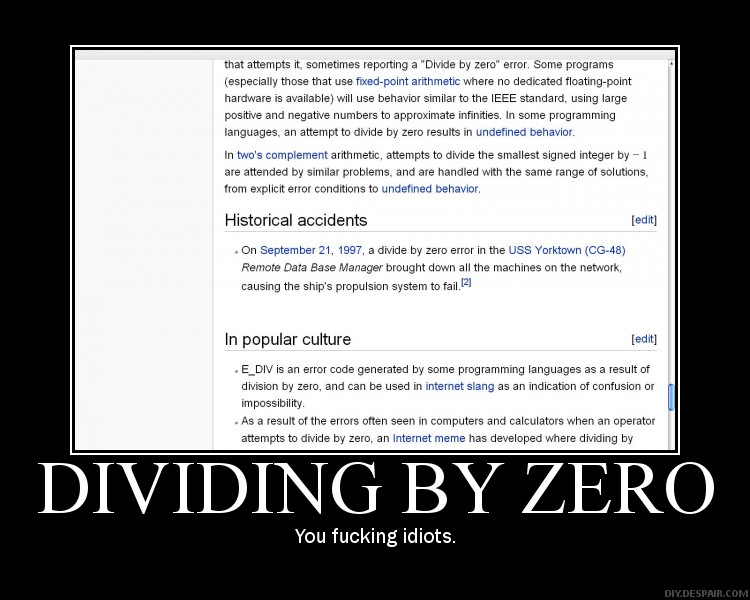 that attempts it, sometimes reporting a "Divide by zero" error. Some programs
(especially those that use fixed-point arithmetic where no dedicated floating-point
hardware is available) will use behavior similar to the IEEE standard, using large
positive and negative numbers to approximate infinities. In some programming
languages, an attempt to divide by zero results in undefined behavior.
In two's complement arithmetic, attempts to divide the smallest signed integer by − 1
are attended by similar problems, and are handled with the same range of solutions,
from explicit error conditions to undefined behavior.
Historical accidents [edit]
• On September 21, 1997, a divide by zero error in the USS Yorktown (CG-48)
Remote Data Base Manager brought down all the machines on the network,
causing the ship's propulsion system to fail.[2]
In popular culture [edit]
• E_DIV is an error code generated by some programming languages as a result of
division by zero, and can be used in internet slang as an indication of confusion or
impossibility.
• As a result of the errors often seen in computers and calculators when an operator
attempts to divide by zero, an Internet meme has developed where dividing by
DIVIDING BY ZERO
You fucking idiots.
DIY.DESPAIR.COM